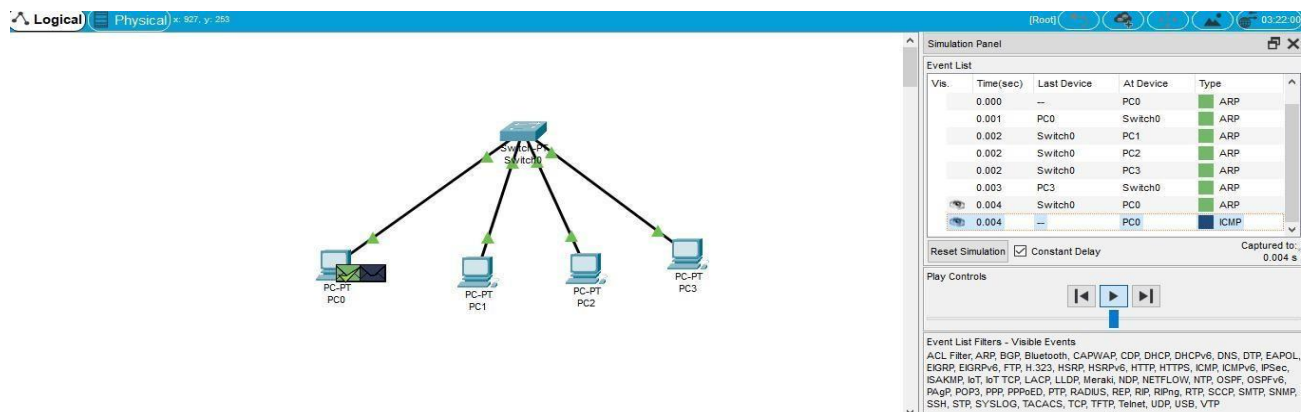 Logical Physical x: 927, y: 253 [Root] 03:22:00
Switch-PT
Switch0
PC-PT
PC0
PC-PT
PC1
PC-PT
PC2
PC-PT
PC3
Simulation Panel
Event List
Vis. Time(sec) Last Device At Device Type
0.000 -- PC0 ARP
0.001 PC0 Switch0 ARP
0.002 Switch0 PC1 ARP
0.002 Switch0 PC2 ARP
0.002 Switch0 PC3 ARP
0.003 PC3 Switch0 ARP
0.004 Switch0 PC0 ARP
0.004 -- PC0 ICMP
Reset Simulation Constant Delay Captured to:
0.004 s
Play Controls
Event List Filters - Visible Events
ACL Filter, ARP, BGP, Bluetooth, CAPWAP, CDP, DHCP, DHCPv6, DNS, DTP, EAPOL,
EIGRP, EIGRPv6, FTP, H.323, HSRP, HSRPv6, HTTP, HTTPS, ICMP, ICMPv6, IPSec,
ISAKMP, IoT, IoT TCP, LACP, LLDP, Meraki, NDP, NETFLOW, NTP, OSPF, OSPFv6,
PAgP, POP3, PPP, PPPoED, PTP, RADIUS, REP, RIP, RIPng, RTP, SCCP, SMTP, SNMP,
SSH, STP, SYSLOG, TACACS, TCP, TFTP, Telnet, UDP, USB, VTP